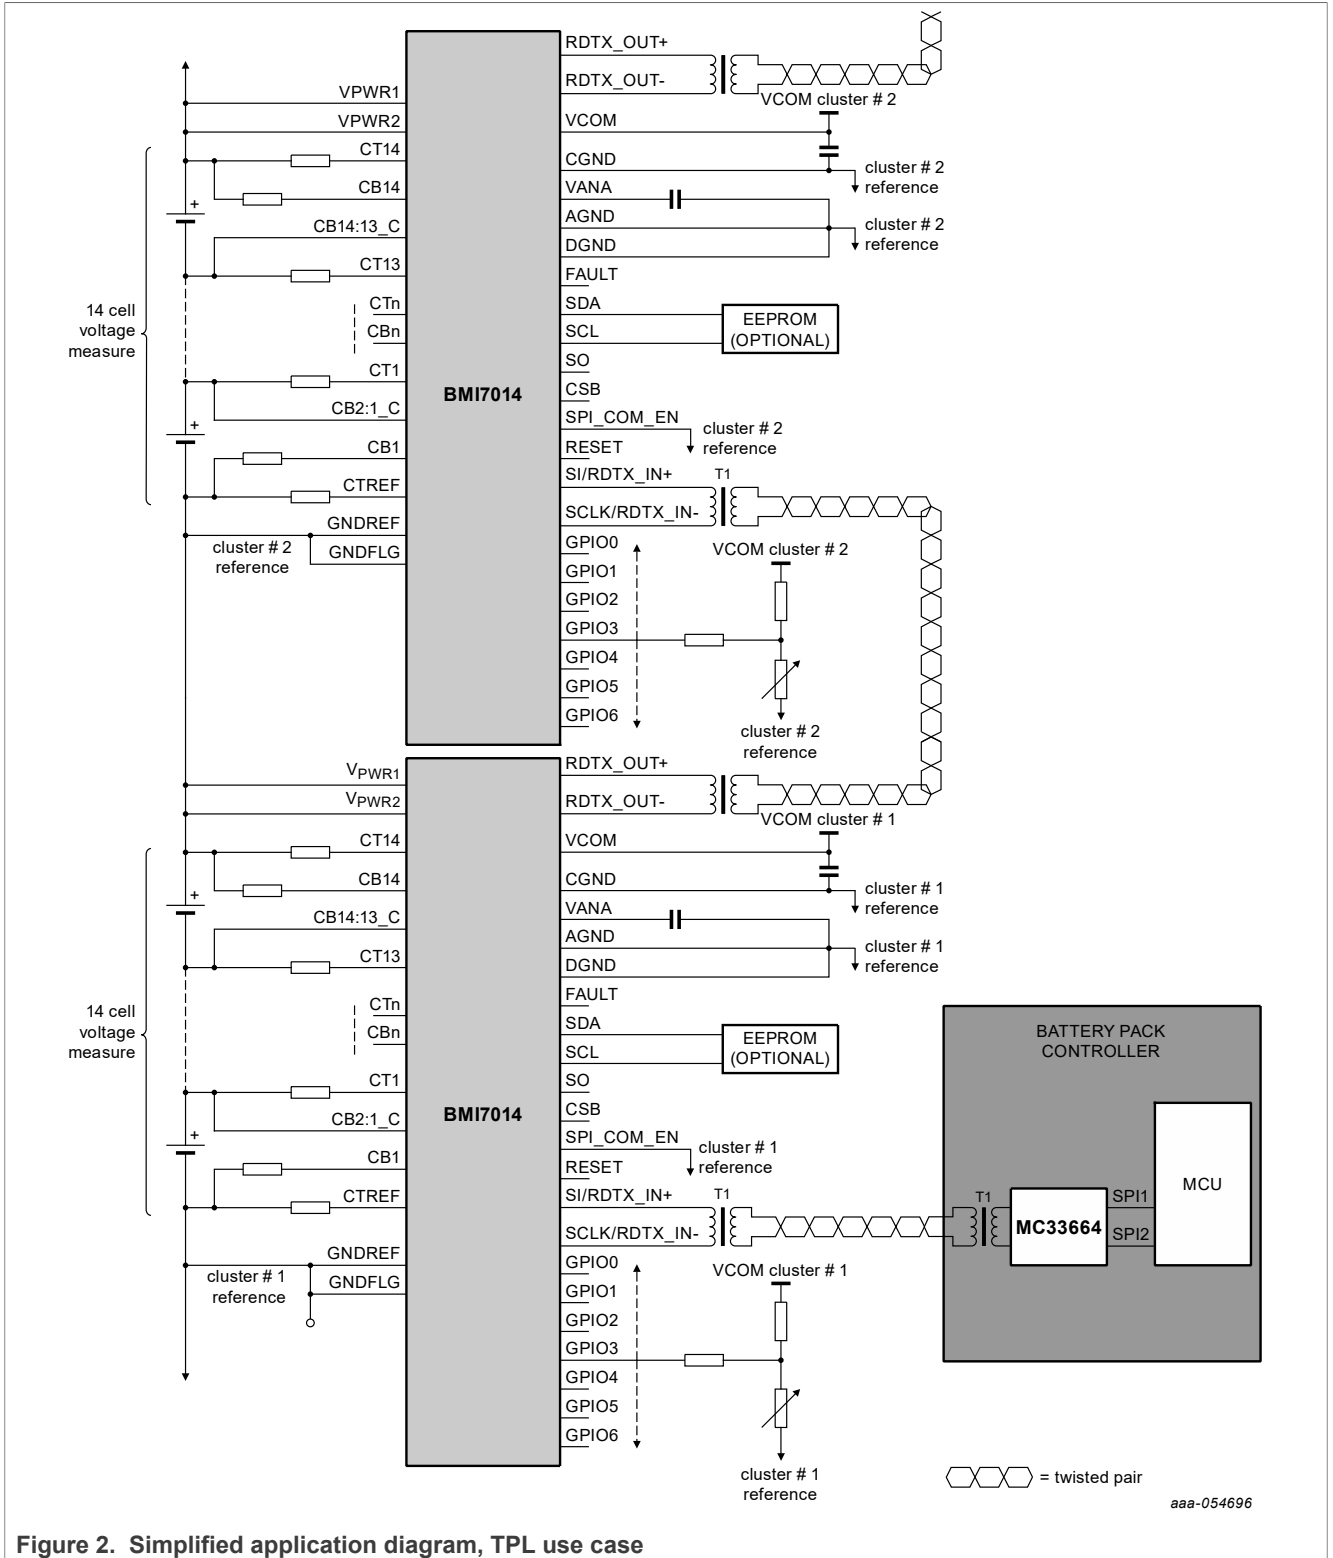 RDTX_OUT+
RDTX_OUT-
VCOM cluster # 2
VPWR1
VPWR2
VCOM
CT14
CGND
cluster # 2
reference
CB14
VANA
AGND
CB14:13_C
cluster # 2
reference
DGND
CT13
FAULT
14 cell
voltage
measure
CTn
CBn
SDA
SCL
EEPROM
(OPTIONAL)
SO
CT1
BMI7014
CSB
CB2:1_C
SPI_COM_EN
cluster # 2
reference
CB1
RESET
SI/RDTX_IN+
T1
CTREF
SCLK/RDTX_IN-
GNDREF
cluster # 2
reference
GNDFLG
GPIO0
VCOM cluster # 2
GPIO1
GPIO2
GPIO3
GPIO4
GPIO5
GPIO6
cluster # 2
reference
VPWR1
VPWR2
RDTX_OUT+
RDTX_OUT-
VCOM cluster # 1
CT14
VCOM
CB14
CGND
cluster # 1
reference
CB14:13_C
VANA
AGND
cluster # 1
reference
CT13
DGND
FAULT
14 cell
voltage
measure
CTn
CBn
SDA
SCL
EEPROM
(OPTIONAL)
SO
CT1
BMI7014
CSB
CB2:1_C
SPI_COM_EN
cluster # 1
reference
CB1
RESET
SI/RDTX_IN+
T1
CTREF
SCLK/RDTX_IN-
BATTERY PACK
CONTROLLER
T1
MC33664
SPI1
SPI2
MCU
GNDREF
cluster # 1
reference
GNDFLG
GPIO0
VCOM cluster # 1
GPIO1
GPIO2
GPIO3
GPIO4
GPIO5
GPIO6
cluster # 1
reference
= twisted pair
aaa-054696
Figure 2. Simplified application diagram, TPL use case